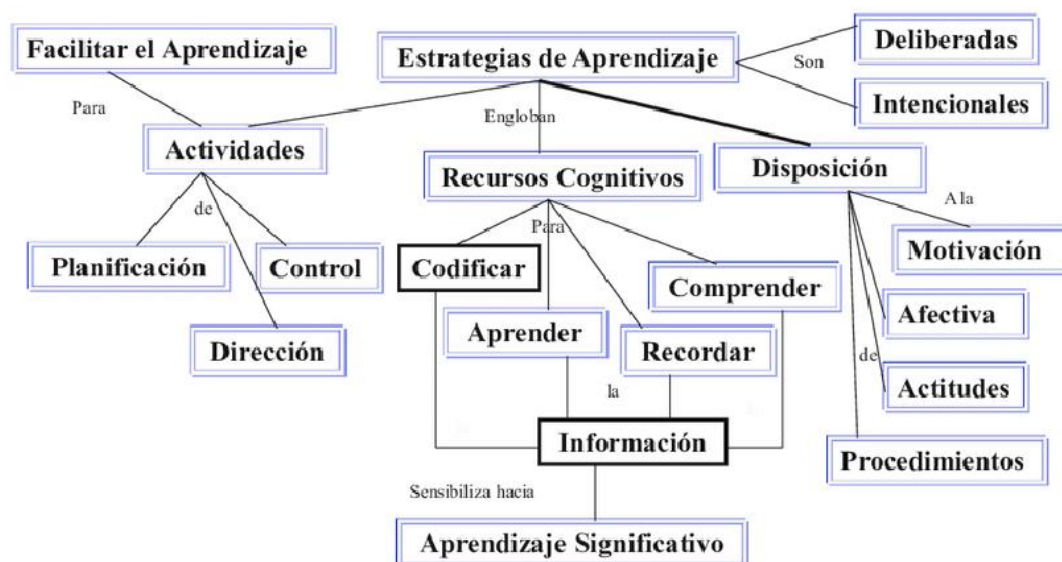 Facilitar el Aprendizaje
Estrategias de Aprendizaje
Deliberadas
Son
Intencionales
Para
Engloban
Actividades
Recursos Cognitivos
Disposición
de
Para
A la
Planificación
Control
Codificar
Comprender
Motivación
Dirección
Aprender
Recordar
Afectiva
de
Actitudes
la
Información
Procedimientos
Sensibiliza hacia
Aprendizaje Significativo